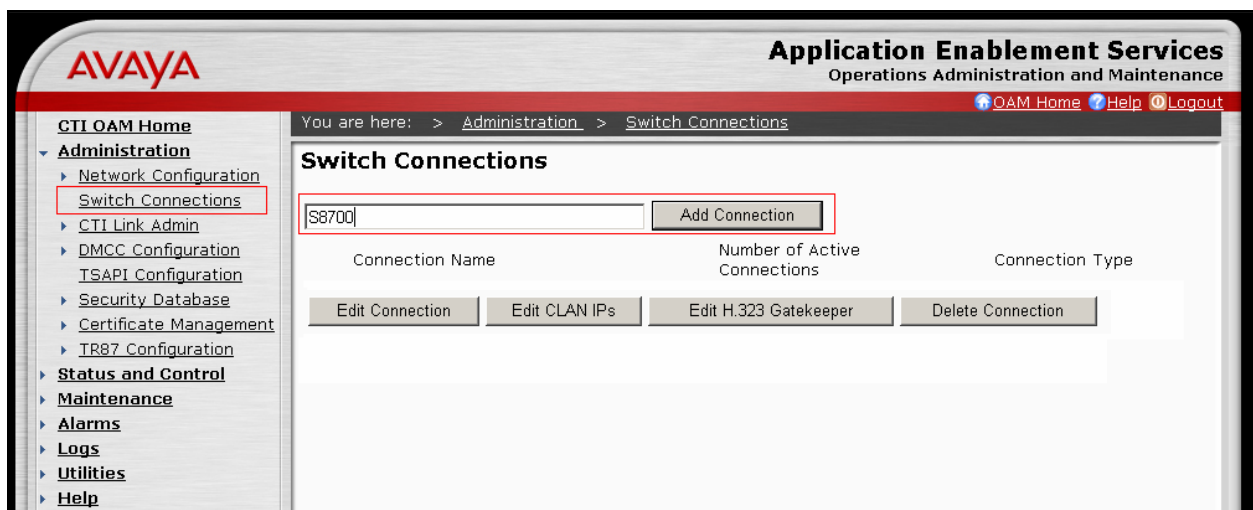 AVAYA
Application Enablement Services
Operations Administration and Maintenance
OAM Home Help Logout
CTI OAM Home
Administration
Network Configuration
Switch Connections
CTI Link Admin
DMCC Configuration
TSAPI Configuration
Security Database
Certificate Management
TR87 Configuration
Status and Control
Maintenance
Alarms
Logs
Utilities
Help
You are here: > Administration > Switch Connections
Switch Connections
S8700 Add Connection
Connection Name Number of Active Connections Connection Type
Edit Connection Edit CLAN IPs Edit H.323 Gatekeeper Delete Connection